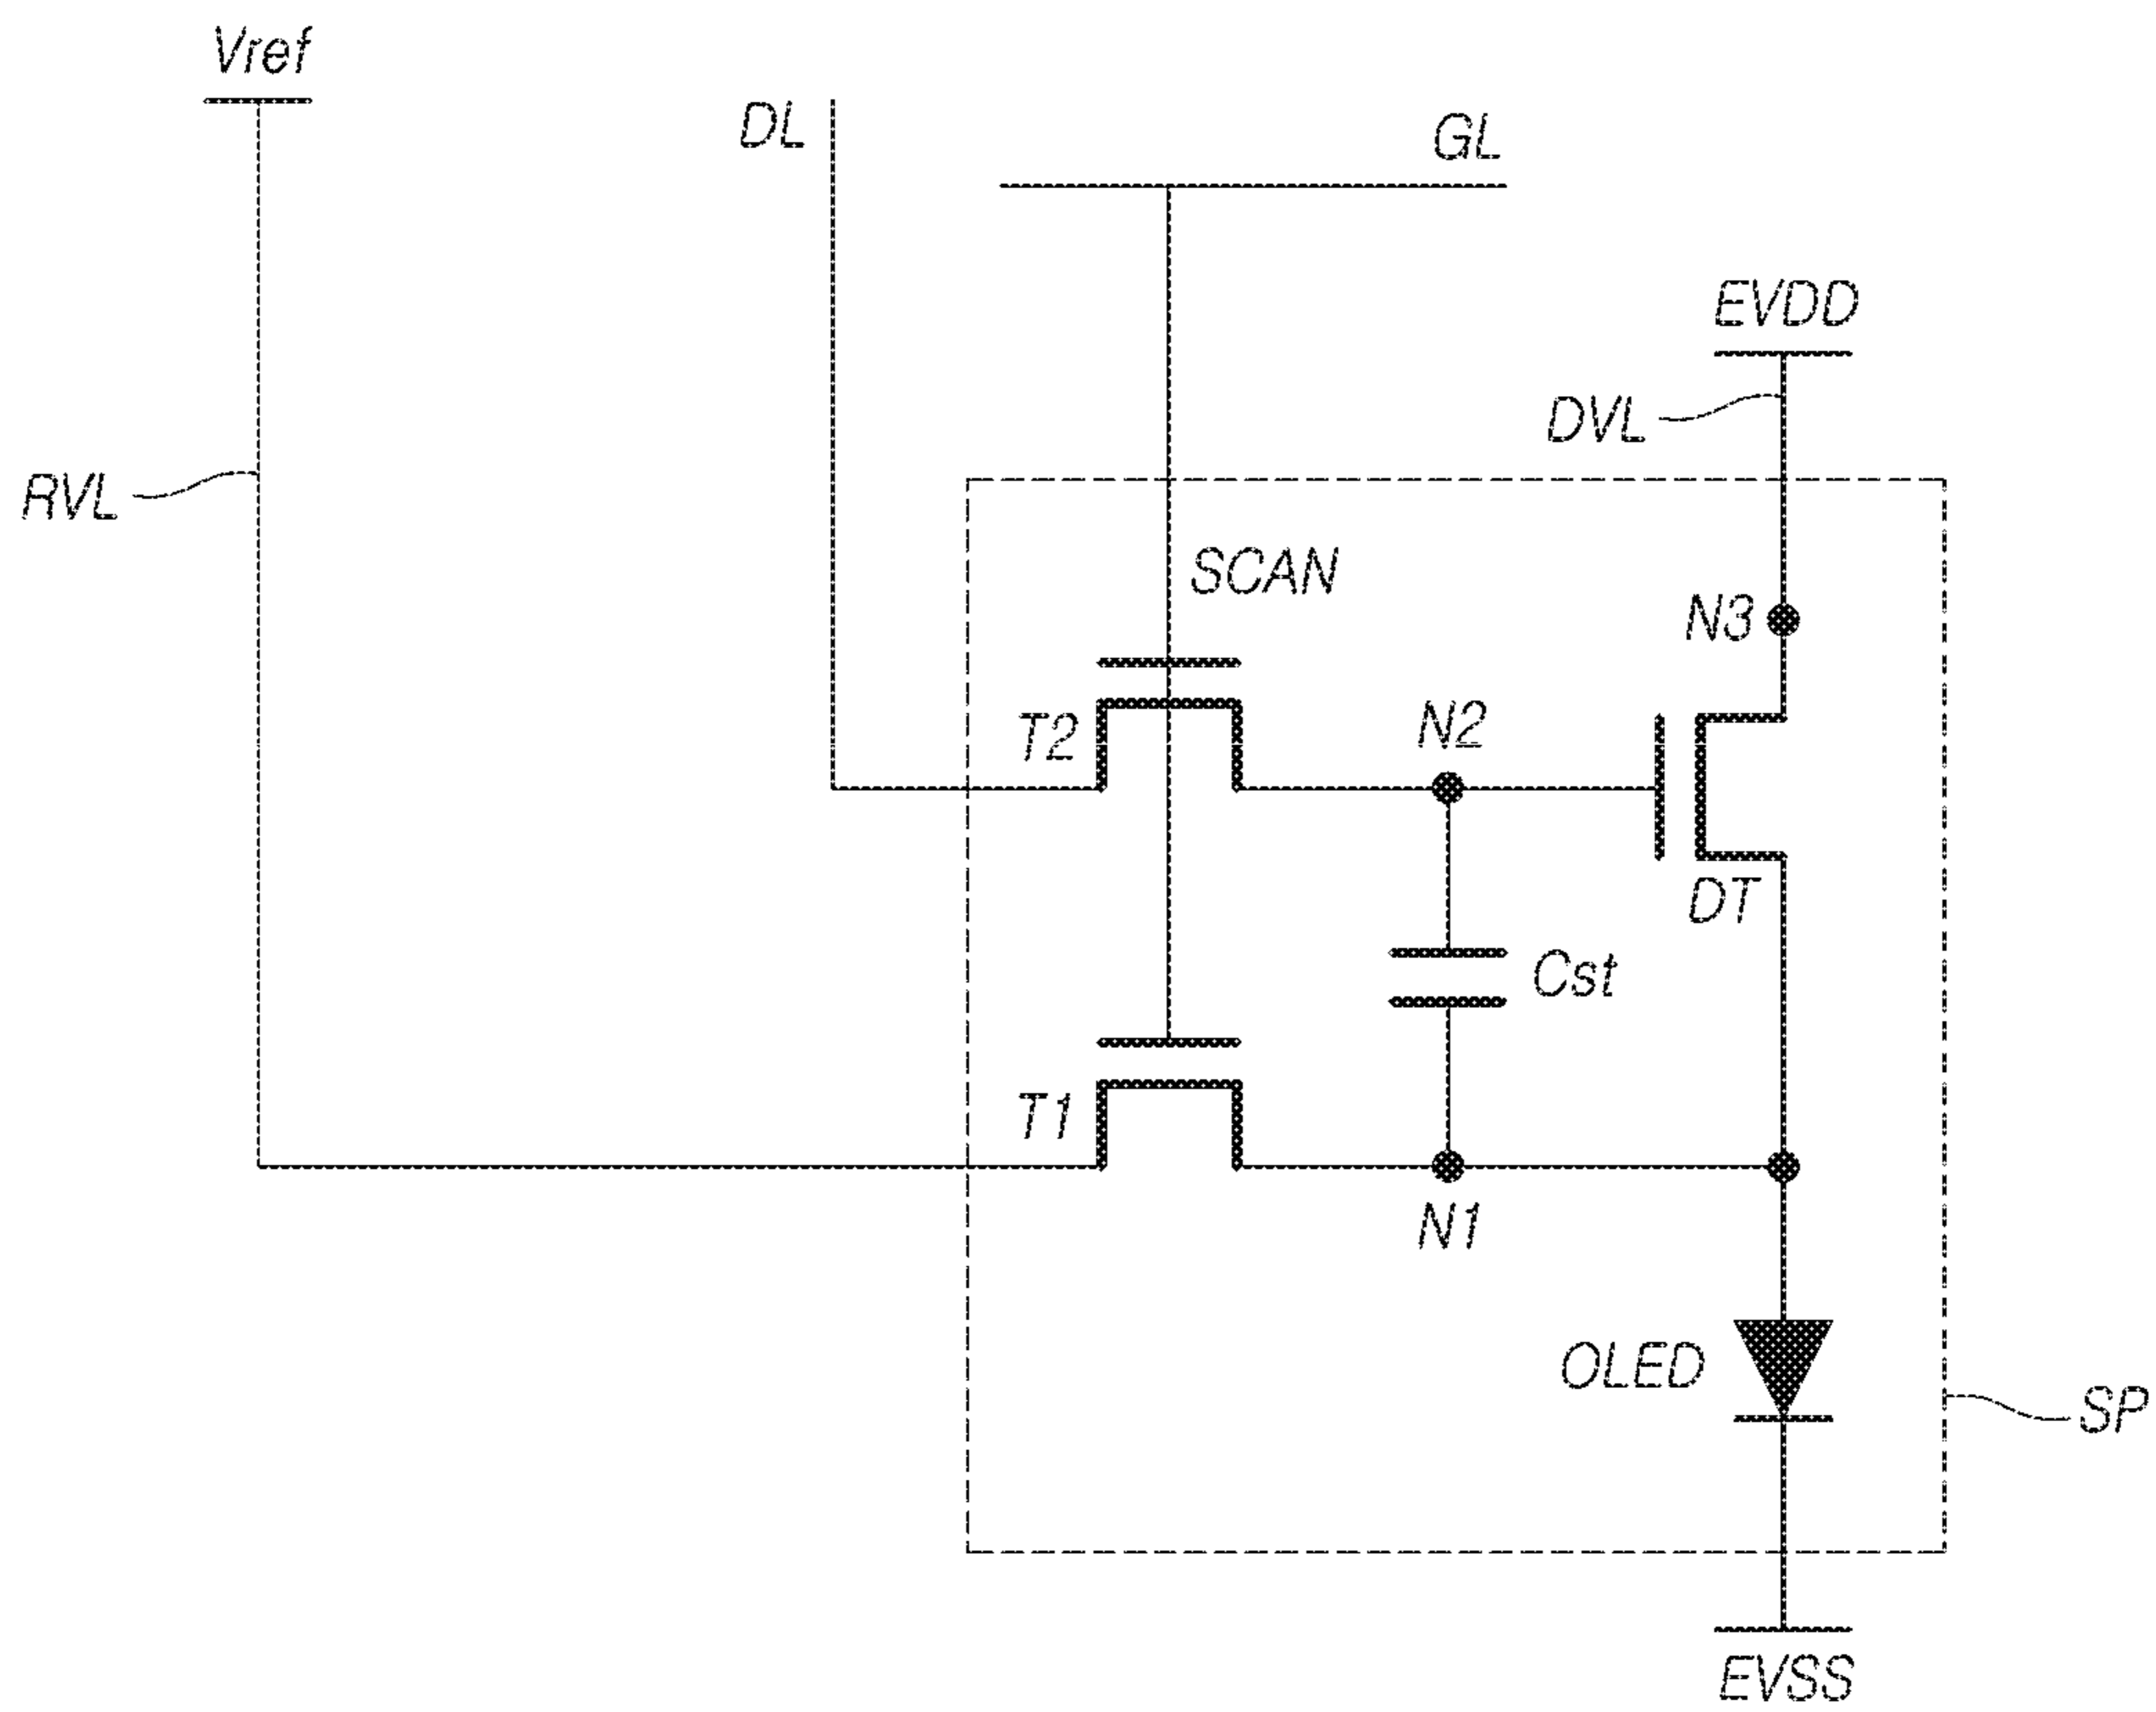 Vref
DL
GL
EVDD
DVL
RVL
SCAN
N3
T2
N2
DT
Cst
T1
N1
OLED
SP
EVSS